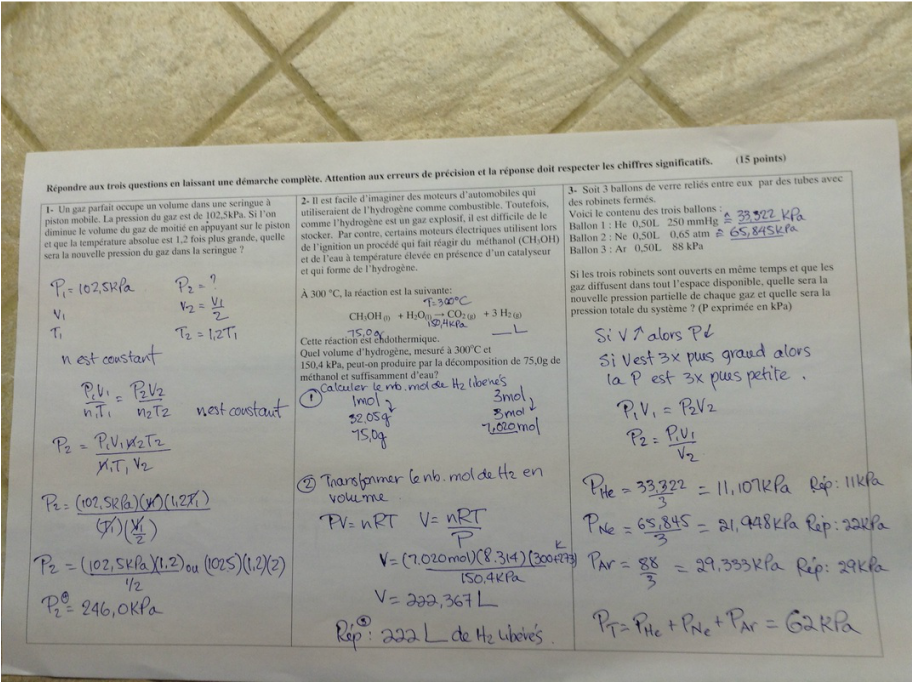 Répondre aux trois questions en laissant une démarche complète. Attention aux erreurs de précision et la réponse doit respecter les chiffres significatifs. (15 points)
1- Un gaz parfait occupe un volume dans une seringue à
piston mobile. La pression du gaz est de 102,5kPa. Si l'on
diminue le volume du gaz de moitié en appuyant sur le piston
et que la température absolue est 1,2 fois plus grande, quelle
sera la nouvelle pression du gaz dans la seringue ?
P₁ = 102,5kPa P₂ = ?
V₁ V₂ = V₁/2
T₁ T₂ = 1,2T₁
n est constant
P₁V₁/n₁T₁ = P₂V₂/n₂T₂ n est constant
P₂ = P₁V₁n₂T₂/n₁T₁V₂
P₂ = (102,5kPa)(V₁)(1,2T₁)/(T₁)(V₁/2)
P₂ = (102,5kPa)(1,2)/1/2 ou (102,5)(1,2)(2)
P₂ = 246,0kPa
2- Il est facile d'imaginer des moteurs d'automobiles qui
utiliseraient de l'hydrogène comme combustible. Toutefois,
comme l'hydrogène est un gaz explosif, il est difficile de le
stocker. Par contre, certains moteurs électriques utilisent lors
de l'ignition un procédé qui fait réagir du méthanol (CH₃OH)
et de l'eau à température élevée en présence d'un catalyseur
et qui forme de l'hydrogène.
À 300 °C, la réaction est la suivante:
T=300°C
CH₃OH (l) + H₂O(l) → CO₂(g) + 3 H₂(g)
75,0g 150,4kPa __L
Cette réaction est endothermique.
Quel volume d'hydrogène, mesuré à 300°C et
150,4 kPa, peut-on produire par la décomposition de 75,0g de
méthanol et suffisamment d'eau?
① Calculer le nb. mol de H₂ libérés
1mol 3mol
32,05g 3mol
75,0g 7,020mol
② Transformer le nb. mol de H₂ en
volume
PV = nRT V = nRT/P
V = (7.020mol)(8.314)(300+273)K/150,4kPa
V = 222,367 L
Rép : 222 L de H₂ libérés.
3- Soit 3 ballons de verre reliés entre eux par des tubes avec
des robinets fermés.
Voici le contenu des trois ballons :
Ballon 1 : He 0,50L 250 mmHg ≙ 33,322 kPa
Ballon 2 : Ne 0,50L 0,65 atm ≙ 65,845kPa
Ballon 3 : Ar 0,50L 88 kPa
Si les trois robinets sont ouverts en même temps et que les
gaz diffusent dans tout l'espace disponible, quelle sera la
nouvelle pression partielle de chaque gaz et quelle sera la
pression totale du système ? (P exprimée en kPa)
Si V ↑ alors P↓
Si V est 3x plus grand alors
la P est 3x plus petite .
P₁V₁ = P₂V₂
P₂ = P₁V₁/V₂
PHe = 33,322/3 = 11,107kPa Rép: 11kPa
PNe = 65,845/3 = 21,948kPa Rép: 22kPa
PAr = 88/3 = 29,333kPa Rép: 29kPa
PT = PHe + PNe + PAr = 62kPa